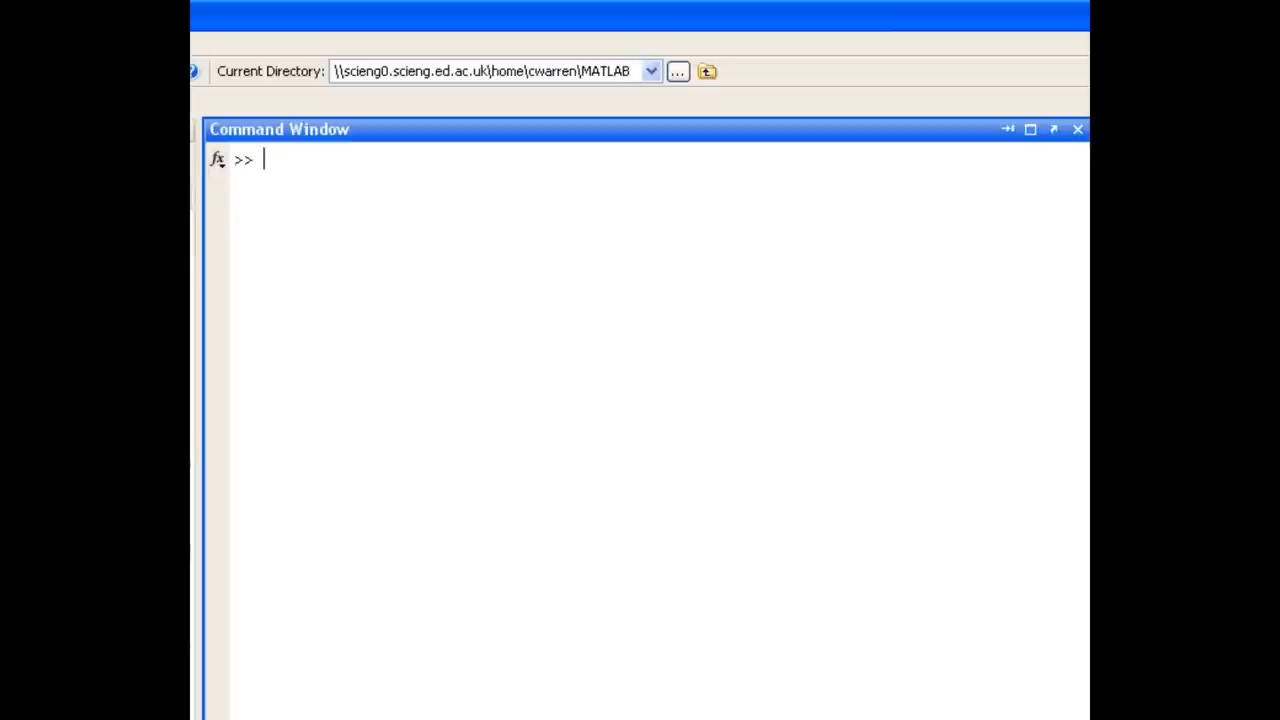 Current Directory: \\scieng0.scieng.ed.ac.uk\home\cwarren\MATLAB ...
Command Window
fx >>